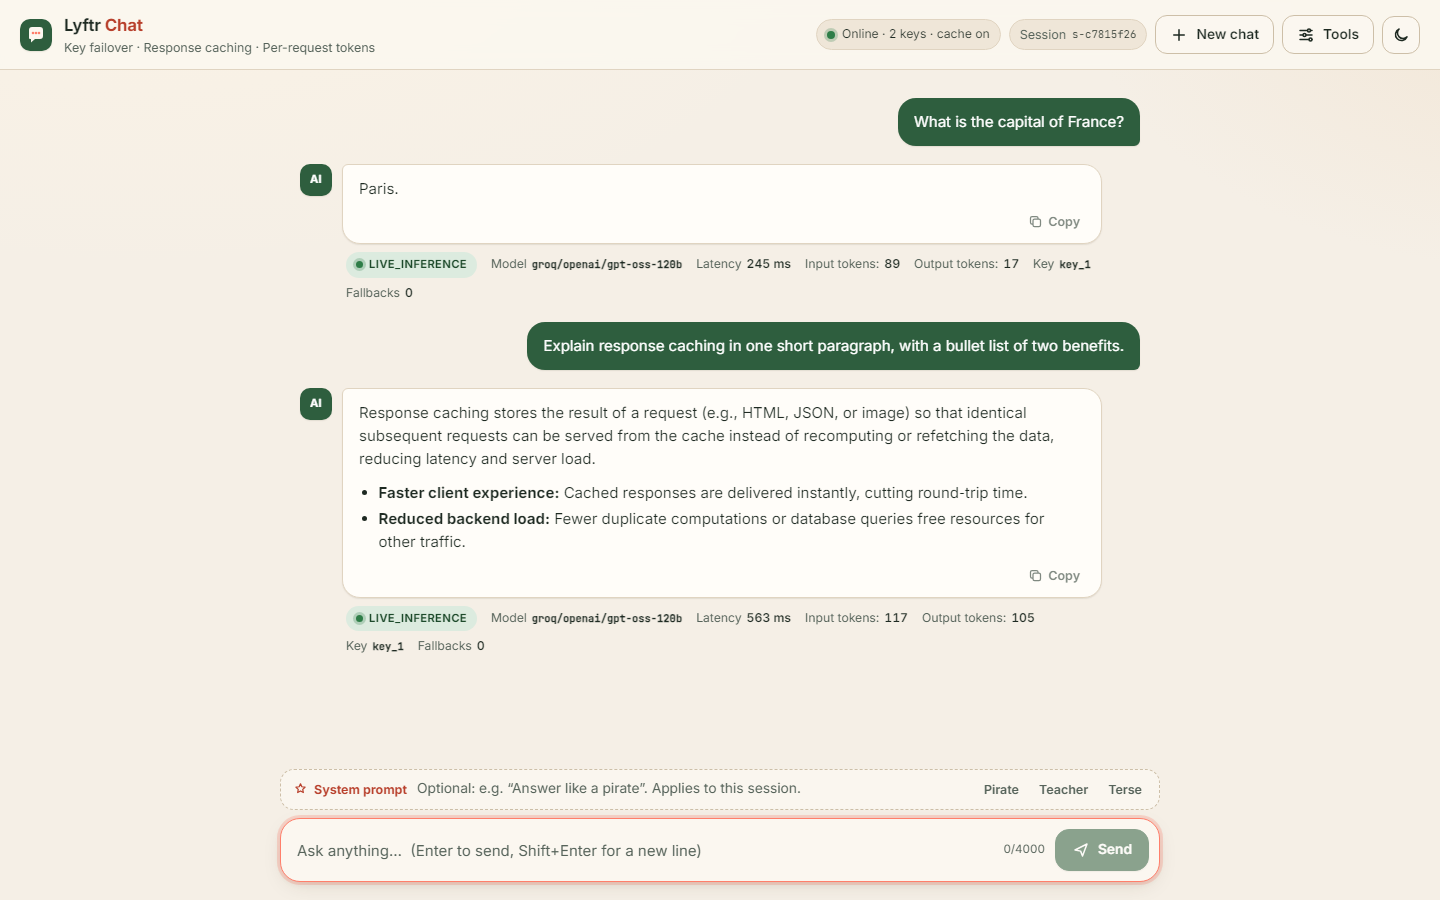 Lyftr Chat
Key failover · Response caching · Per-request tokens
Online · 2 keys · cache on
Session s-c7815f26
New chat
Tools
What is the capital of France?
AI
Paris.
Copy
LIVE_INFERENCE Model groq/openai/gpt-oss-120b Latency 245 ms Input tokens: 89 Output tokens: 17 Key key_1
Fallbacks 0
Explain response caching in one short paragraph, with a bullet list of two benefits.
AI
Response caching stores the result of a request (e.g., HTML, JSON, or image) so that identical
subsequent requests can be served from the cache instead of recomputing or refetching the data,
reducing latency and server load.
• Faster client experience: Cached responses are delivered instantly, cutting round-trip time.
• Reduced backend load: Fewer duplicate computations or database queries free resources for
other traffic.
Copy
LIVE_INFERENCE Model groq/openai/gpt-oss-120b Latency 563 ms Input tokens: 117 Output tokens: 105
Key key_1 Fallbacks 0
System prompt Optional: e.g. “Answer like a pirate”. Applies to this session. Pirate Teacher Terse
Ask anything... (Enter to send, Shift+Enter for a new line) 0/4000 Send